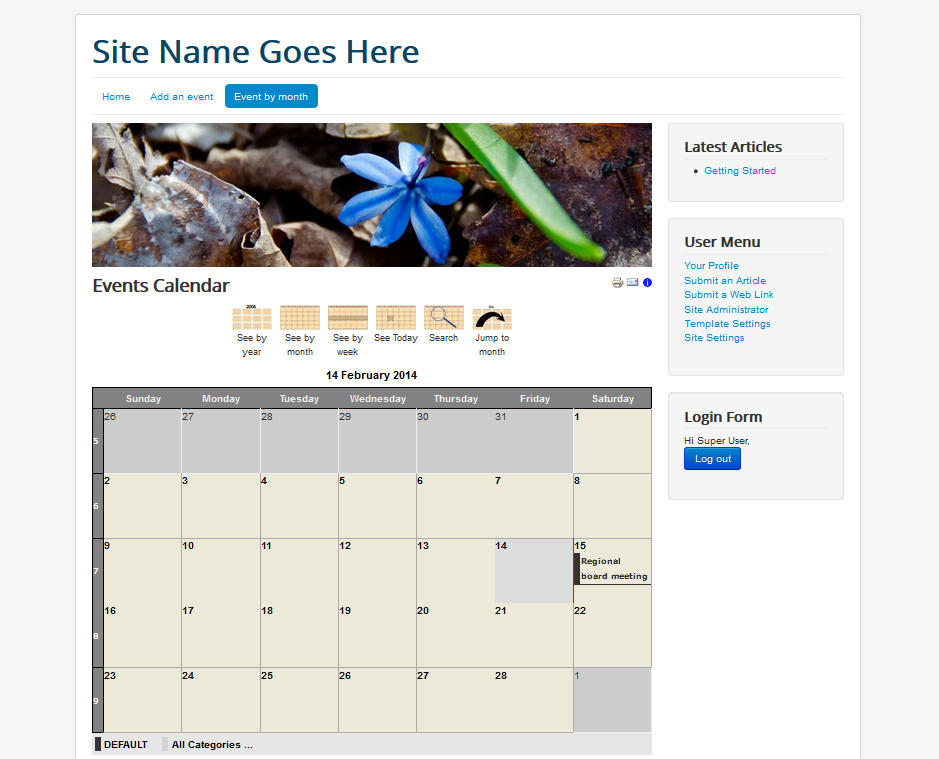 Site Name Goes Here
Home Add an event Event by month
Latest Articles
Getting Started
User Menu
Your Profile
Submit an Article
Submit a Web Link
Site Administrator
Template Settings
Site Settings
Login Form
Hi Super User,
Log out
Events Calendar
2006
See by year
See by month
See by week
See Today
Search
Jump to month
14 February 2014
Sunday Monday Tuesday Wednesday Thursday Friday Saturday
5 26 27 28 29 30 31 1
6 2 3 4 5 6 7 8
7 9 10 11 12 13 14 15
Regional
board meeting
8 16 17 18 19 20 21 22
9 23 24 25 26 27 28 1
DEFAULT All Categories ...